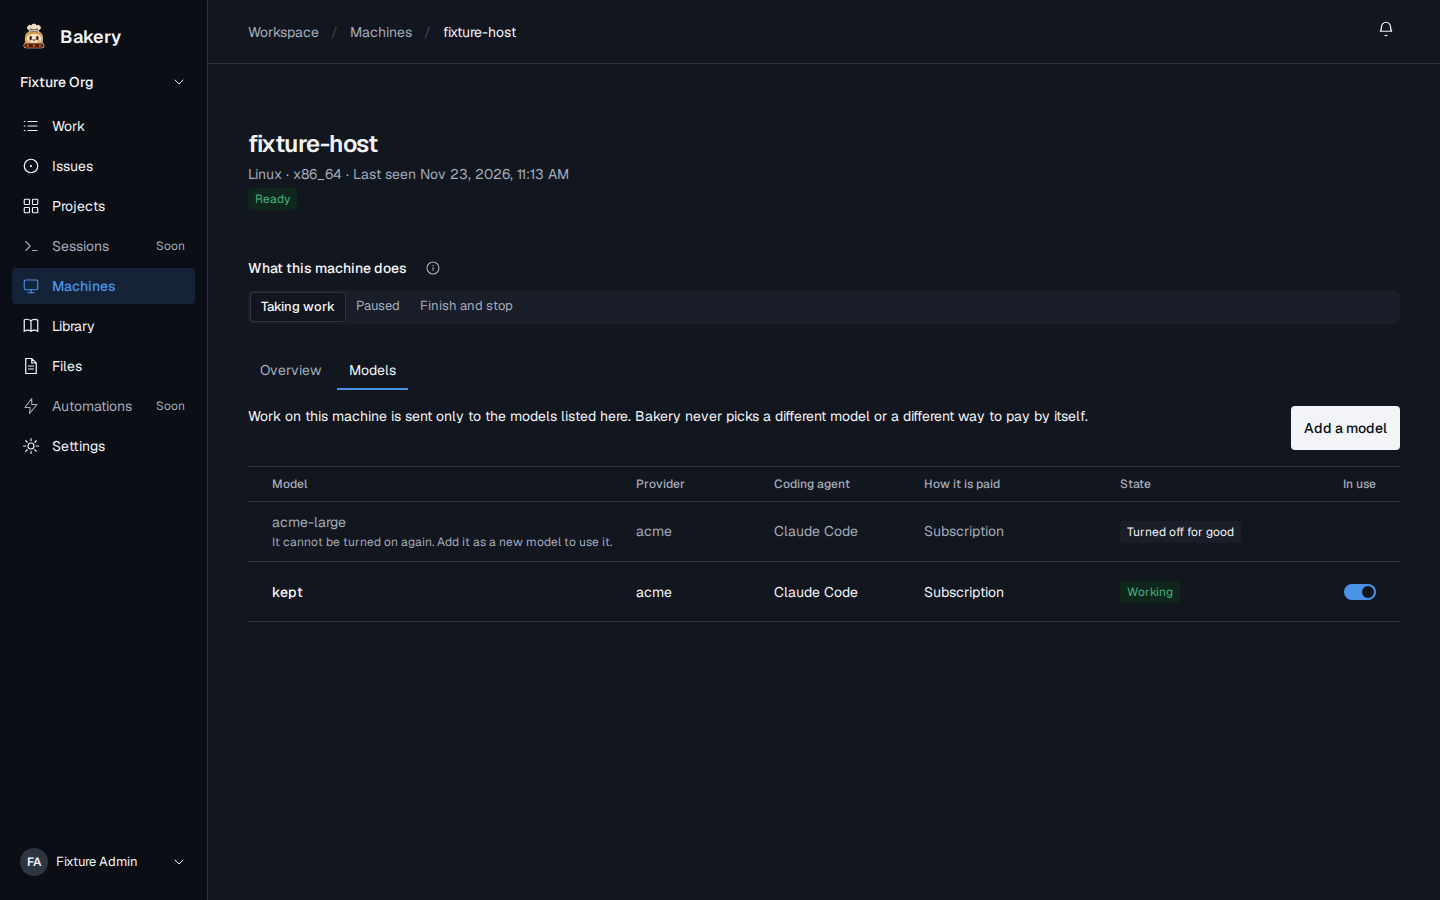 Bakery
Fixture Org
Work
Issues
Projects
Sessions Soon
Machines
Library
Files
Automations Soon
Settings
FA Fixture Admin
Workspace / Machines / fixture-host
fixture-host
Linux · x86_64 · Last seen Nov 23, 2026, 11:13 AM
Ready
What this machine does
Taking work Paused Finish and stop
Overview Models
Work on this machine is sent only to the models listed here. Bakery never picks a different model or a different way to pay by itself.
Add a model
Model Provider Coding agent How it is paid State In use
acme-large
It cannot be turned on again. Add it as a new model to use it.
acme Claude Code Subscription Turned off for good
kept acme Claude Code Subscription Working